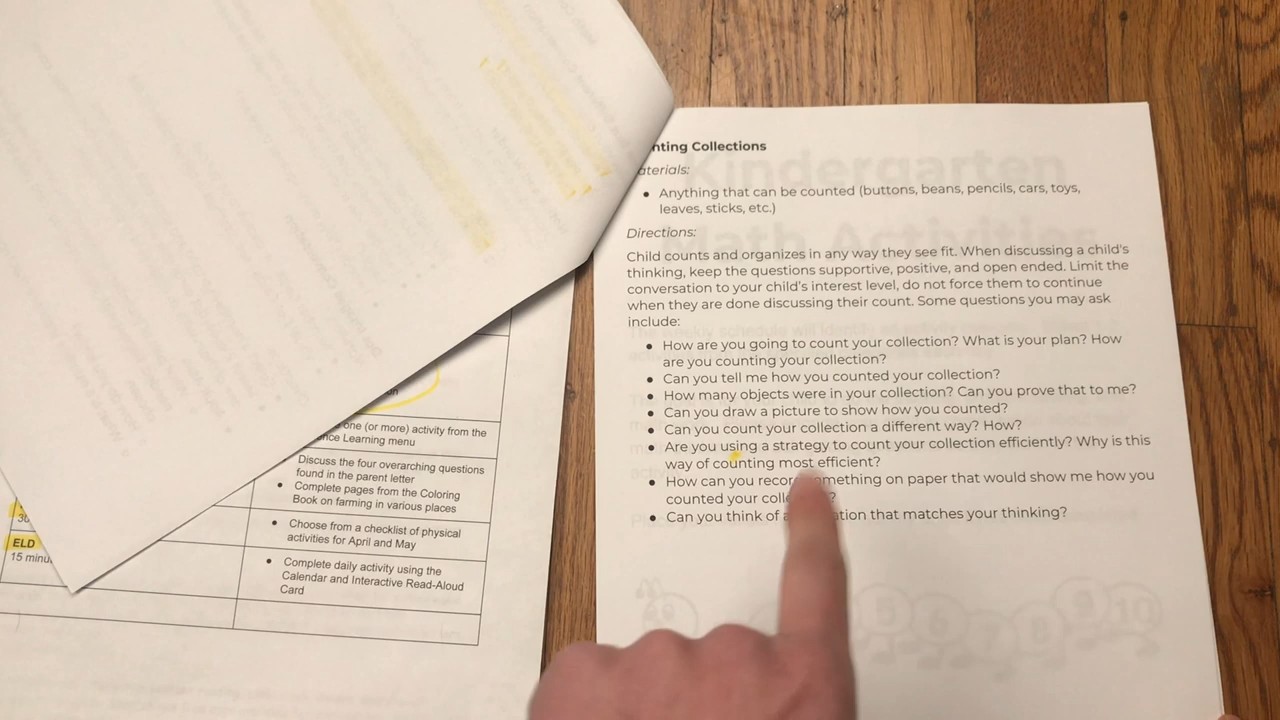 nting Collections
aterials:
• Anything that can be counted (buttons, beans, pencils, cars, toys,
leaves, sticks, etc.)
Directions:
Child counts and organizes in any way they see fit. When discussing a child's
thinking, keep the questions supportive, positive, and open ended. Limit the
conversation to your child's interest level, do not force them to continue
when they are done discussing their count. Some questions you may ask
include:
• How are you going to count your collection? What is your plan? How
are you counting your collection?
• Can you tell me how you counted your collection?
• How many objects were in your collection? Can you prove that to me?
• Can you draw a picture to show how you counted?
• Can you count your collection a different way? How?
• Are you using a strategy to count your collection efficiently? Why is this
way of counting most efficient?
• How can you recor omething on paper that would show me how you
counted your colle ?
• Can you think of a ation that matches your thinking?
Kindergarten
Math Activities
one (or more) activity from the
nce Learning menu
Discuss the four overarching questions
found in the parent letter
• Complete pages from the Coloring
Book on farming in various places
• Choose from a checklist of physical
activities for April and May
ELD
15 minu
• Complete daily activity using the
Calendar and Interactive Read-Aloud
Card